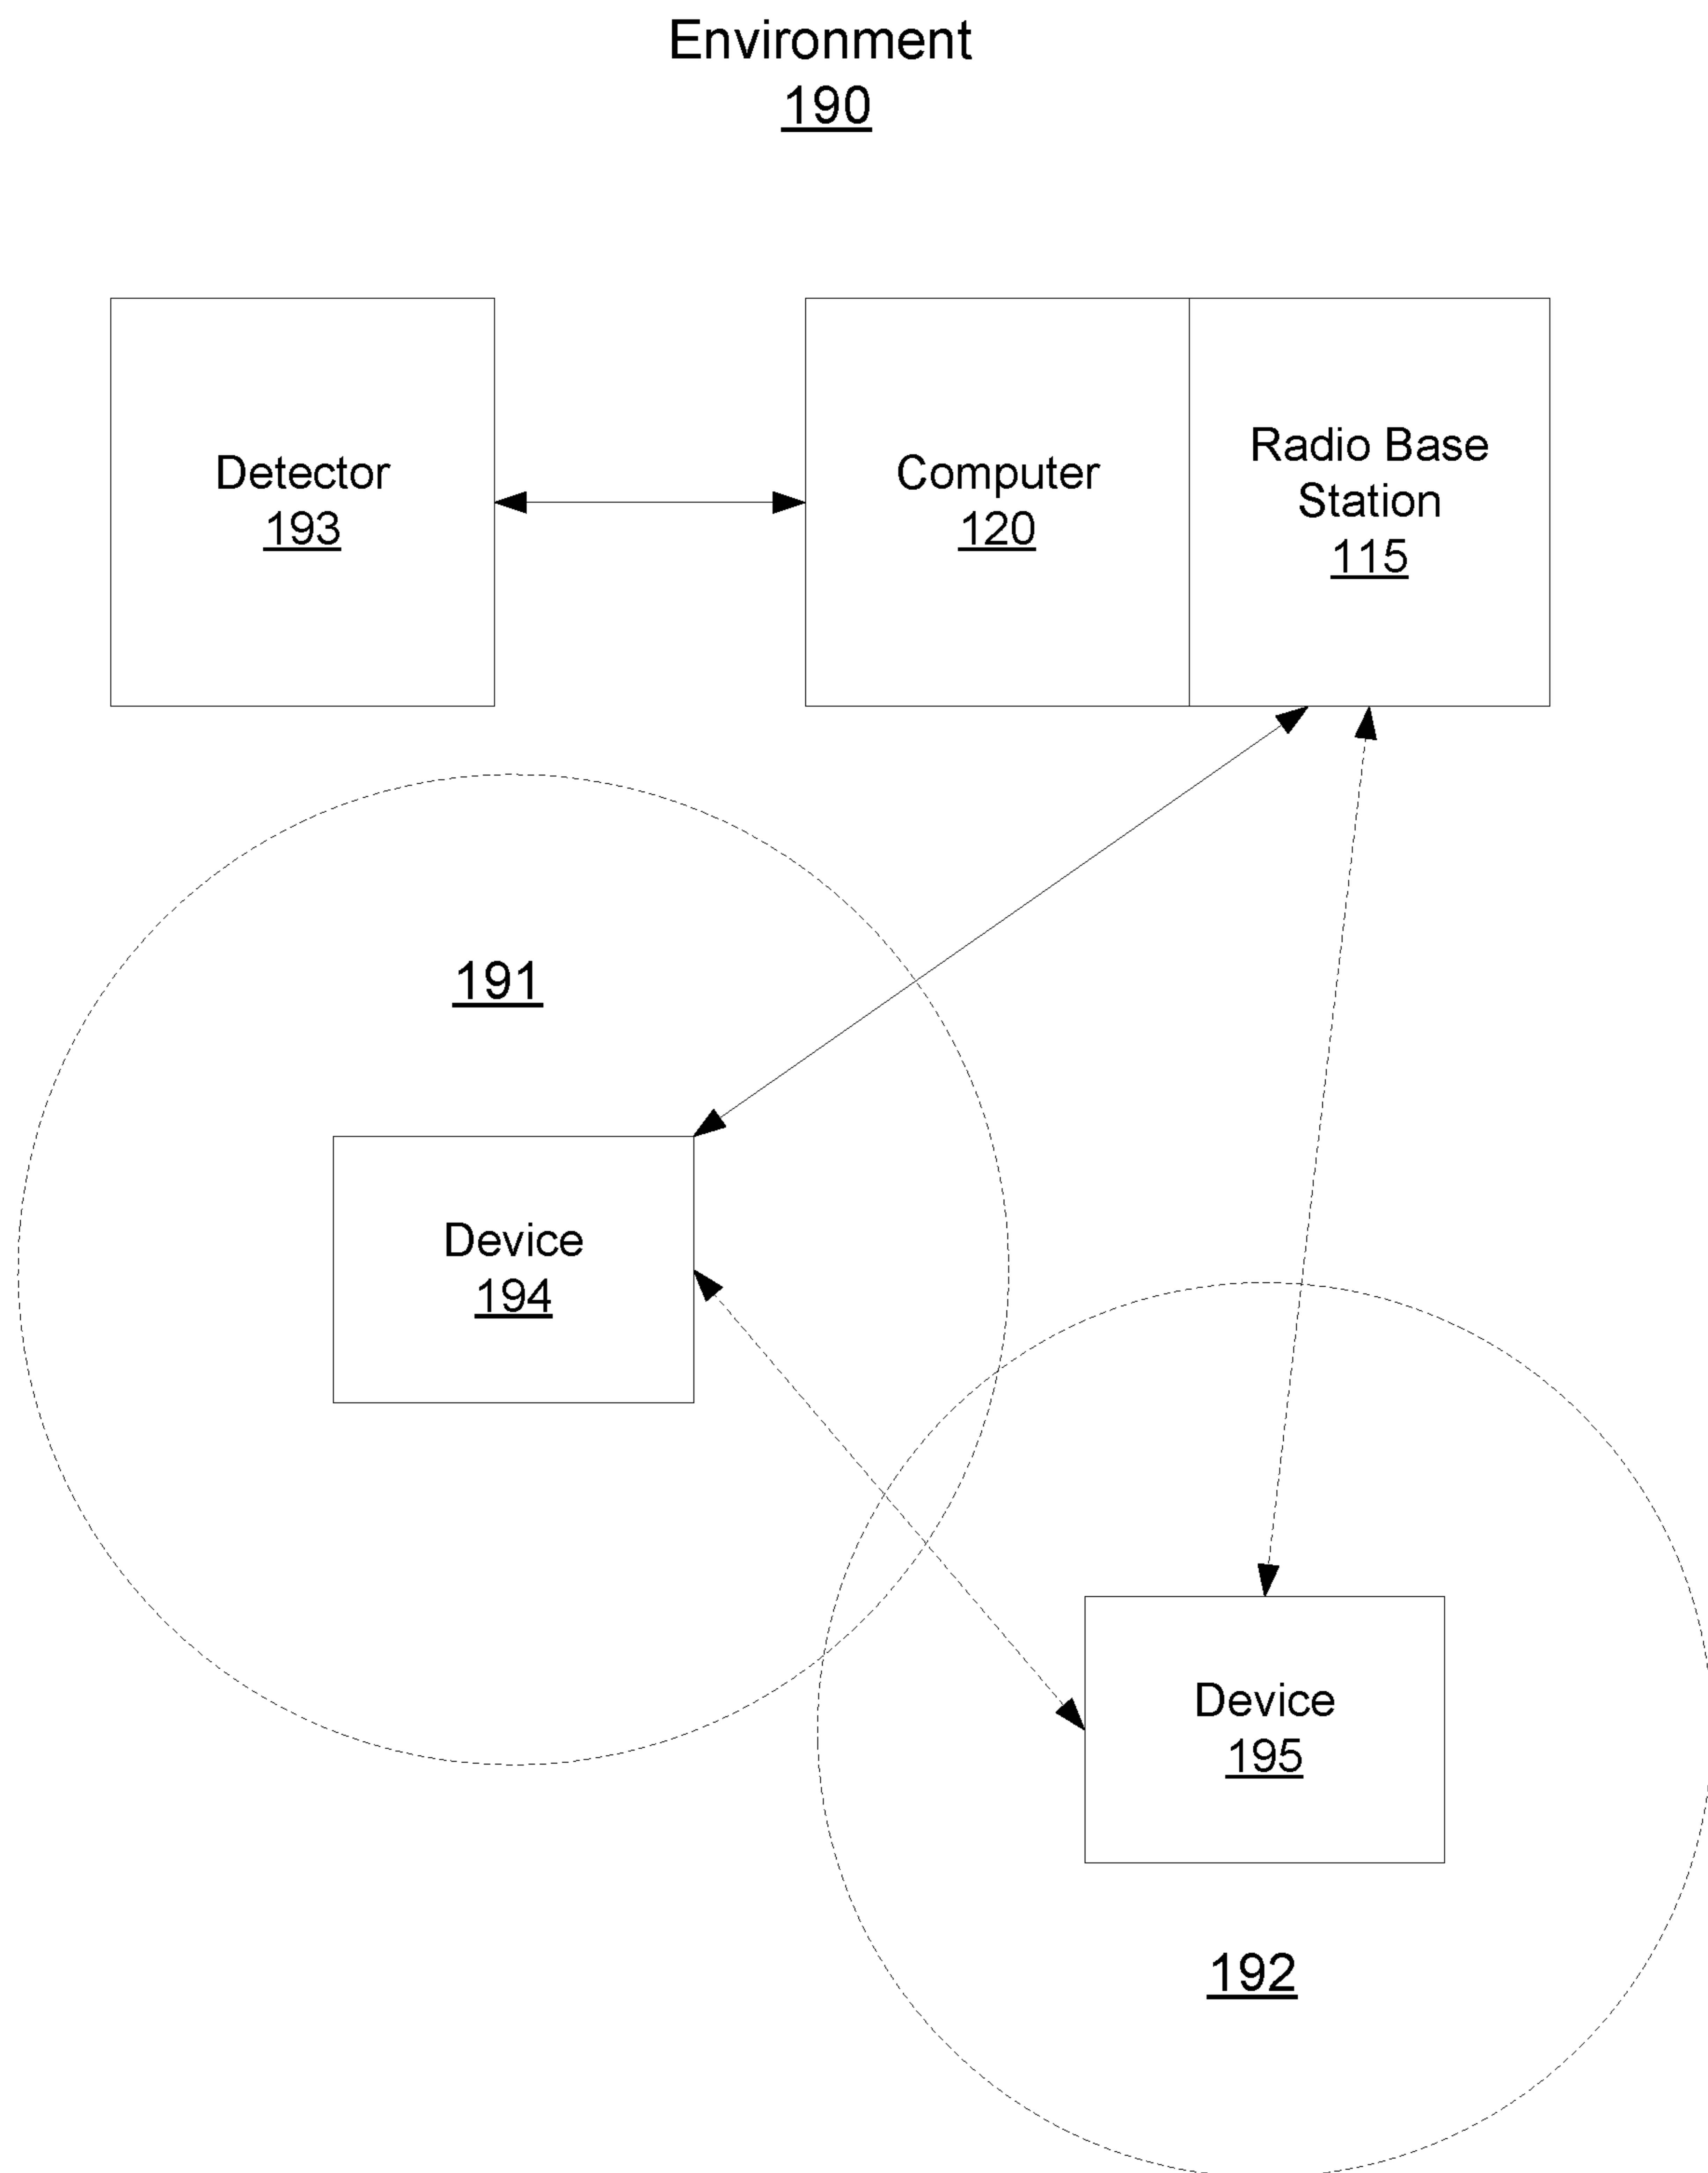 Environment
190
Detector
193
Computer
120
Radio Base
Station
115
191
Device
194
Device
195
192